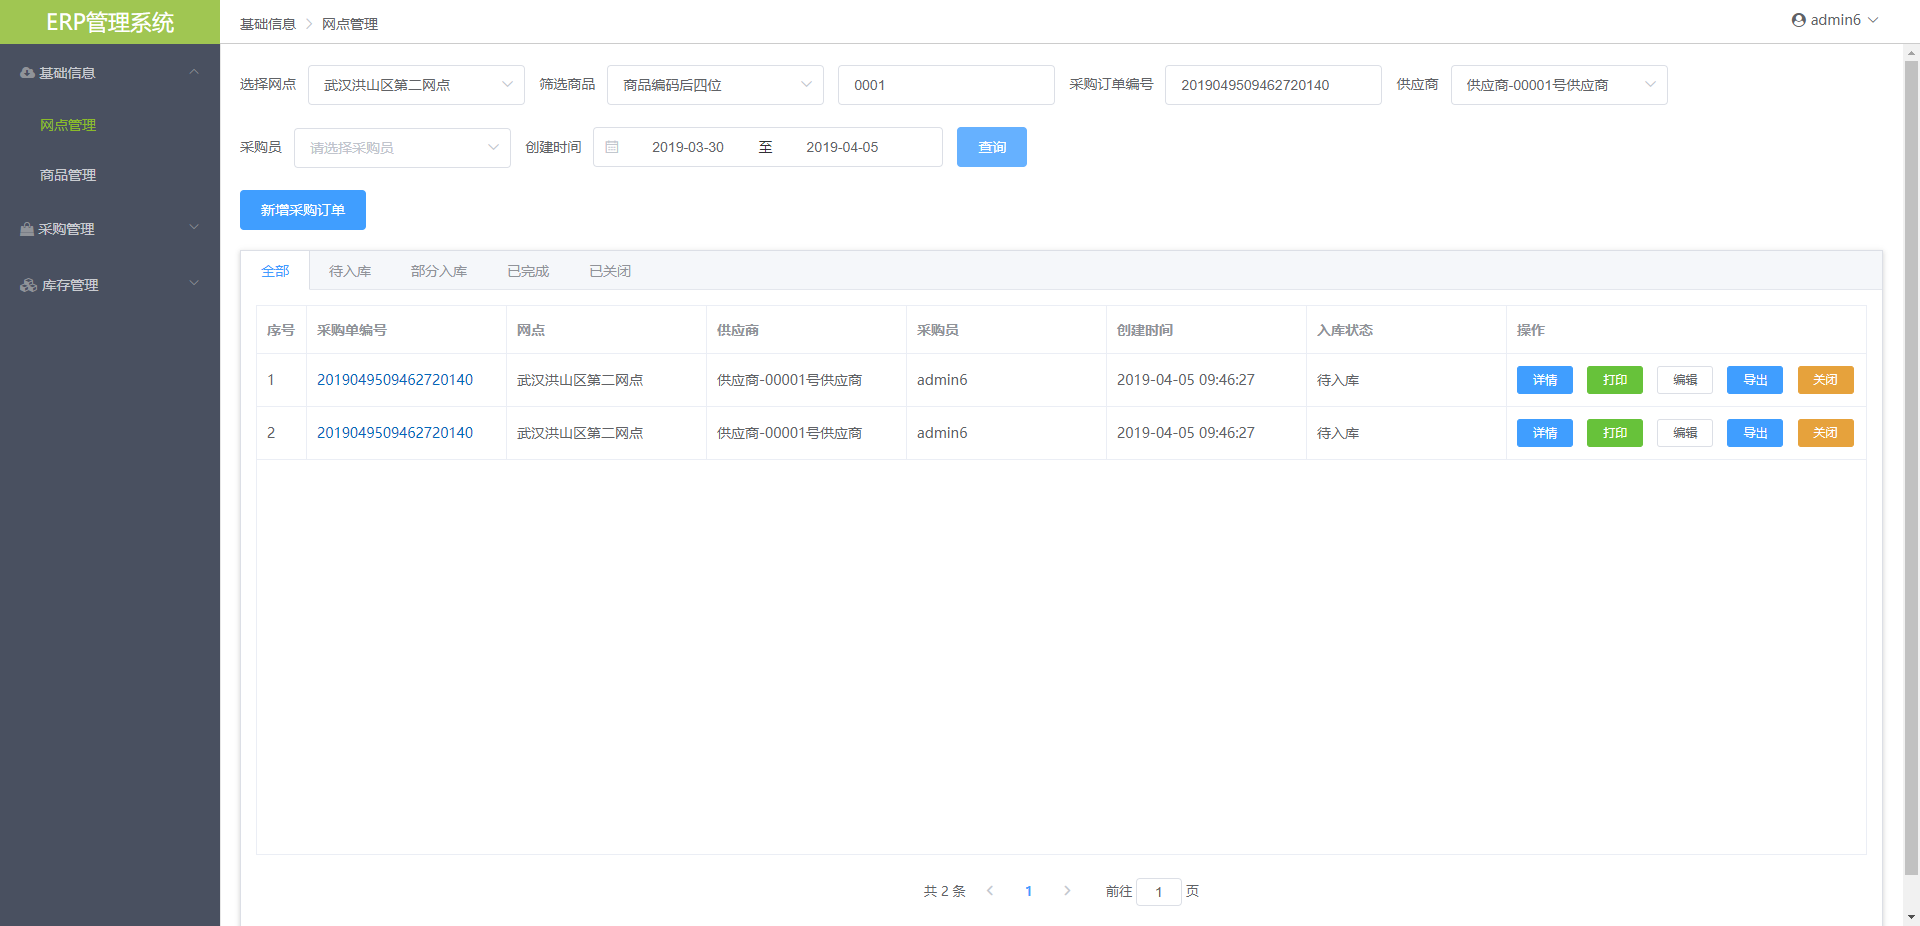 ERP管理系统
基础信息 网点管理
admin6
基础信息
网点管理
商品管理
采购管理
库存管理
选择网点 武汉洪山区第二网点 筛选商品 商品编码后四位 0001 采购订单编号 2019049509462720140 供应商 供应商-00001号供应商
采购员 请选择采购员 创建时间 2019-03-30 至 2019-04-05 查询
新增采购订单
全部 待入库 部分入库 已完成 已关闭
序号 采购单编号 网点 供应商 采购员 创建时间 入库状态 操作
1 2019049509462720140 武汉洪山区第二网点 供应商-00001号供应商 admin6 2019-04-05 09:46:27 待入库 详情 打印 编辑 导出 关闭
2 2019049509462720140 武汉洪山区第二网点 供应商-00001号供应商 admin6 2019-04-05 09:46:27 待入库 详情 打印 编辑 导出 关闭
共 2 条 1 前往 1 页